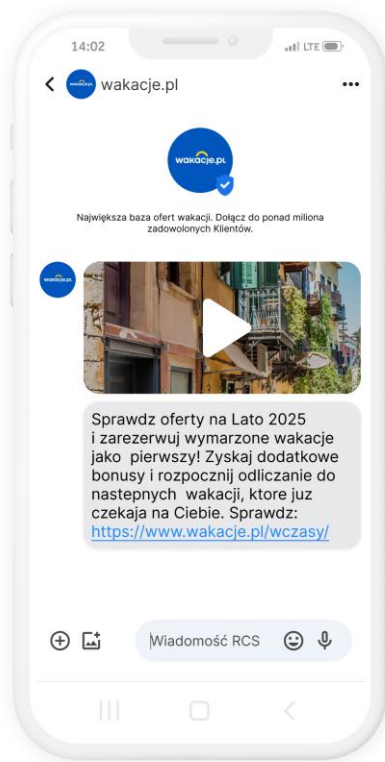 14:02
LTE
wakacje.pl
wakacje.pl
Największa baza ofert wakacji. Dołącz do ponad miliona
zadowolonych Klientów.
wakacje.pl
Sprawdz oferty na Lato 2025
i zarezerwuj wymarzone wakacje
jako pierwszy! Zyskaj dodatkowe
bonusy i rozpocznij odliczanie do
nastepnych wakacji, ktore juz
czekaja na Ciebie. Sprawdz:
https://www.wakacje.pl/wczasy/
Wiadomość RCS